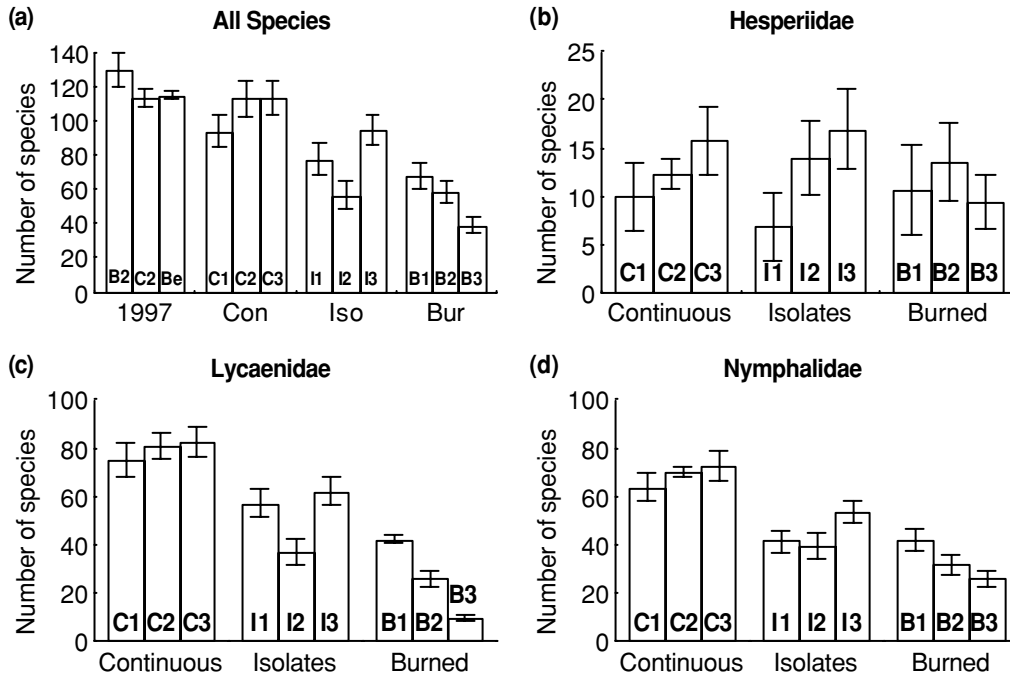 (a) All Species
Number of species
140
120
100
80
60
40
20
0
B2 C2 Be C1 C2 C3 I1 I2 I3 B1 B2 B3
1997 Con Iso Bur
(b) Hesperiidae
Number of species
25
20
15
10
5
0
C1 C2 C3 I1 I2 I3 B1 B2 B3
Continuous Isolates Burned
(c) Lycaenidae
Number of species
100
80
60
40
20
0
C1 C2 C3 I1 I2 I3 B1 B2 B3
Continuous Isolates Burned
(d) Nymphalidae
Number of species
100
80
60
40
20
0
C1 C2 C3 I1 I2 I3 B1 B2 B3
Continuous Isolates Burned